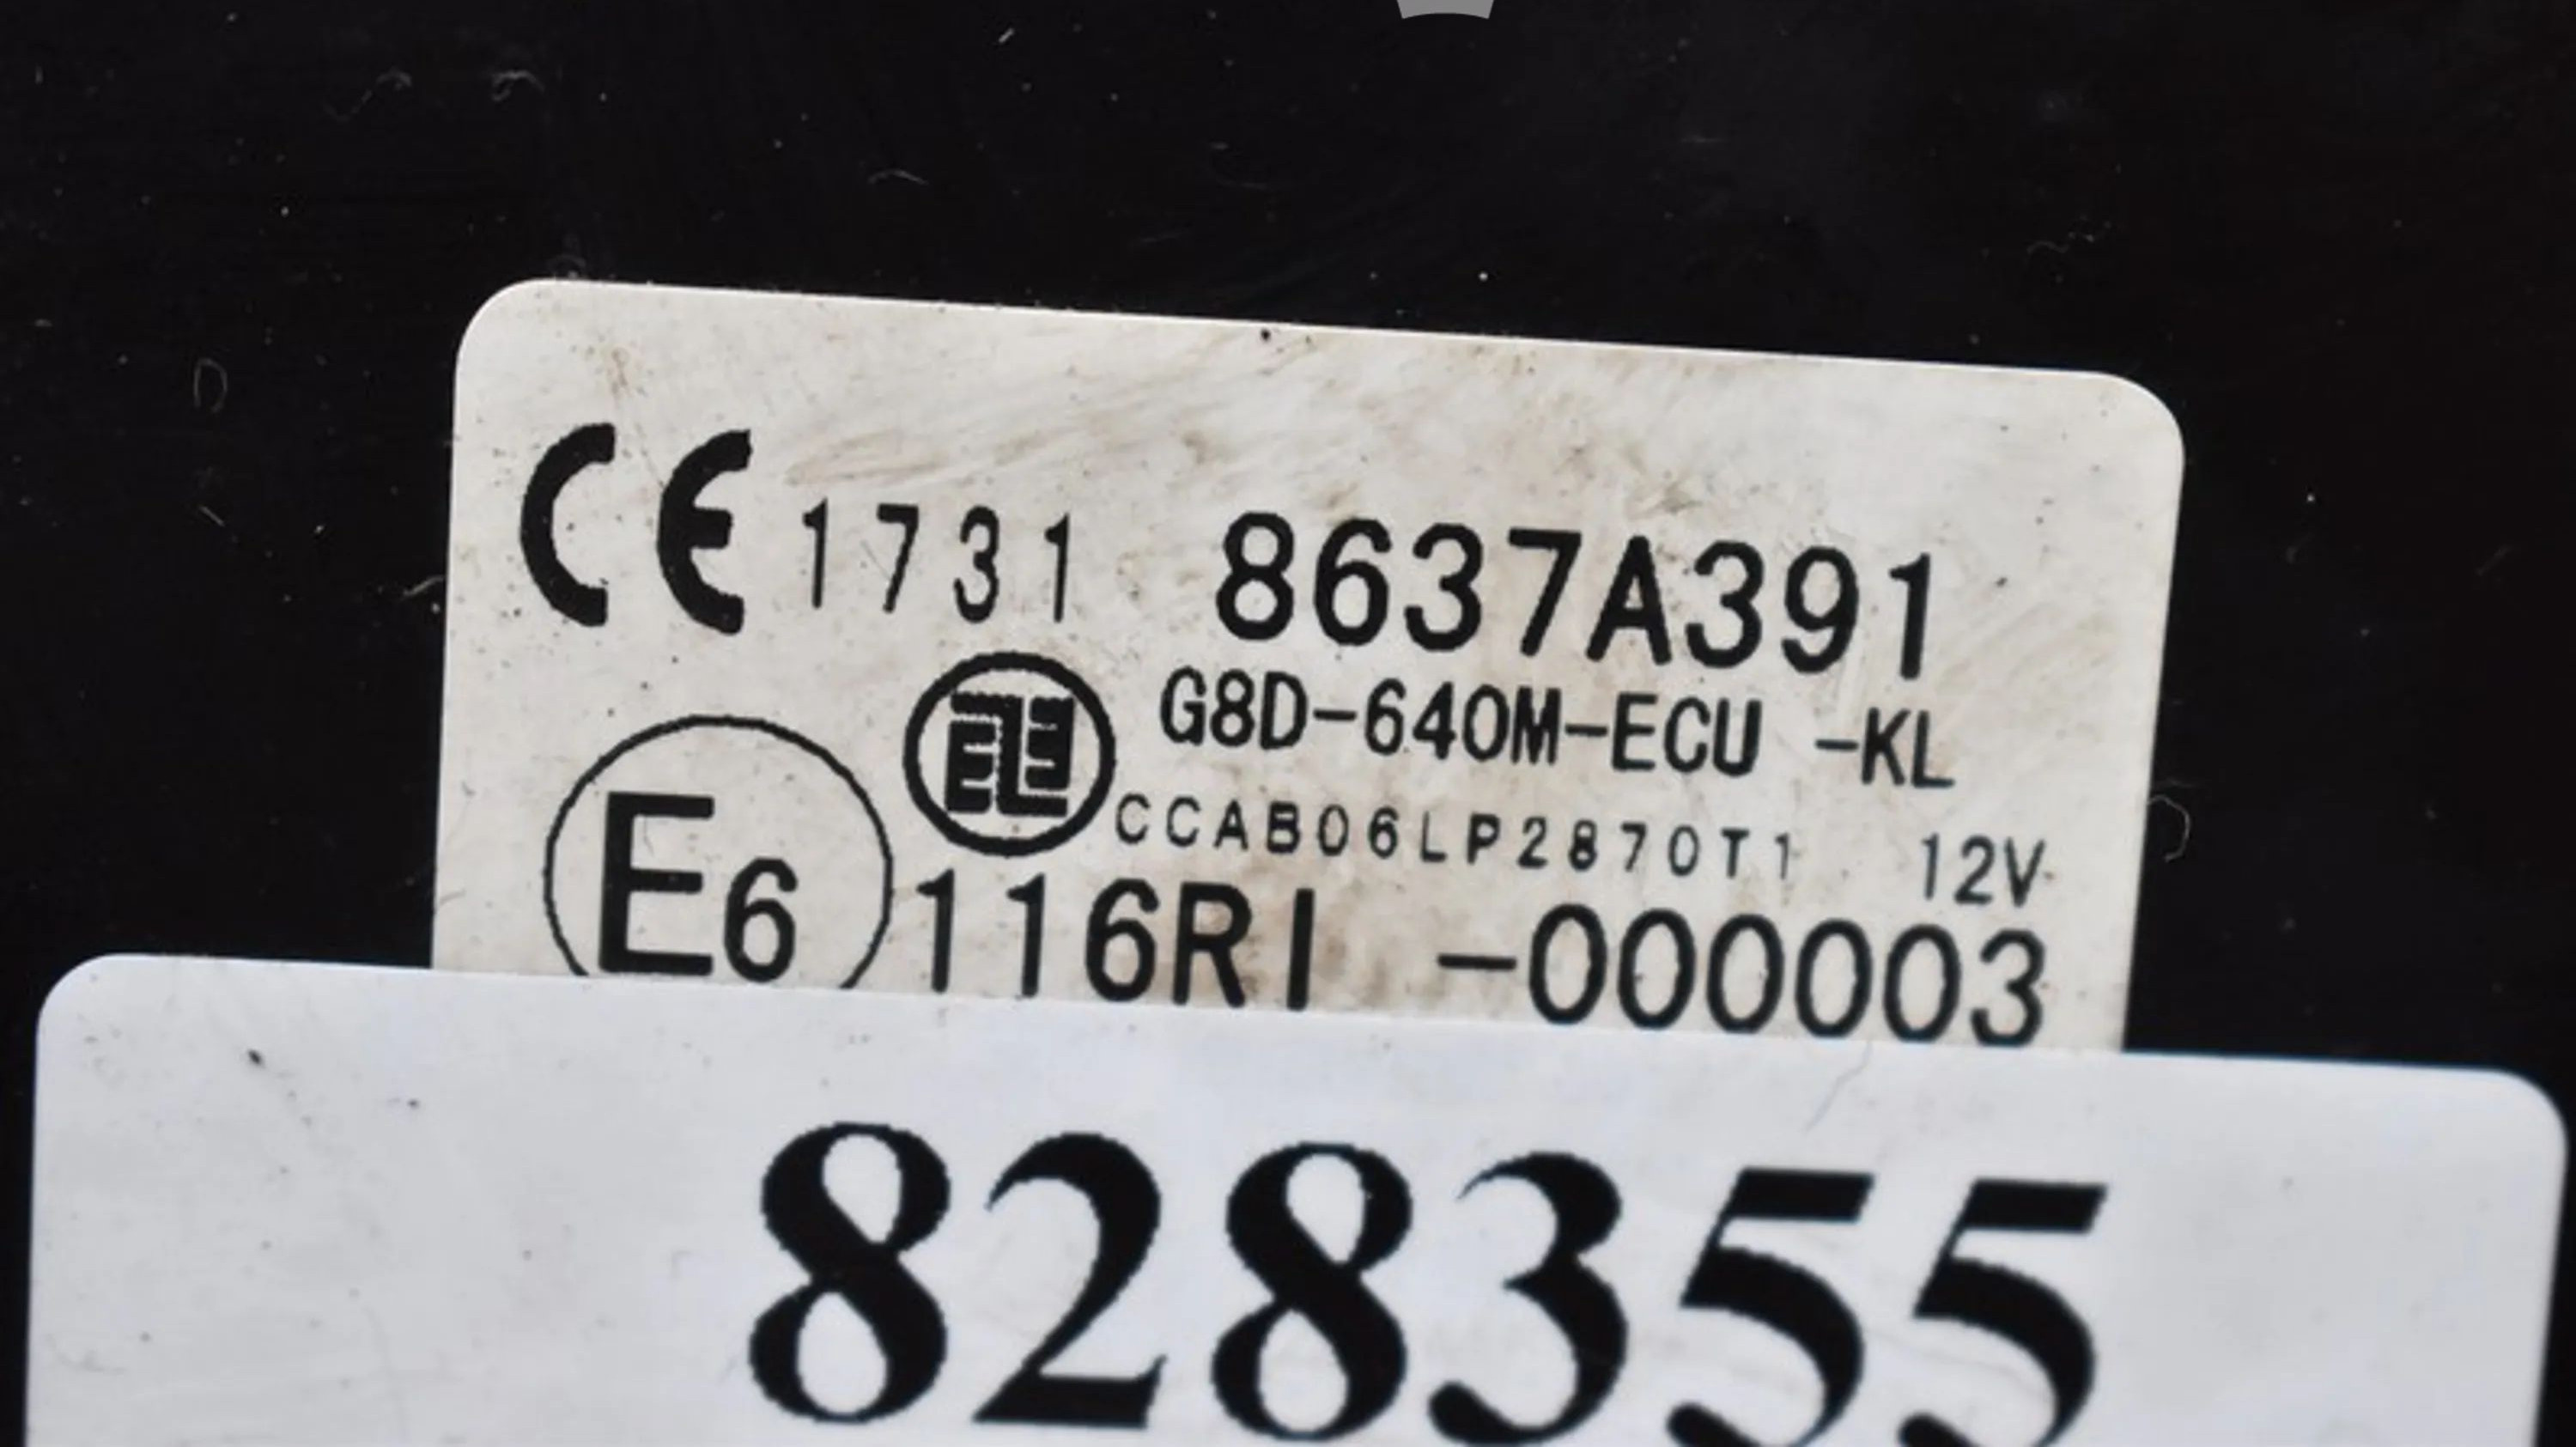 CE 1731 8637A391
G8D-640M-ECU -KL
CCAB06LP2870T1 12V
E6 116RI -000003
828355